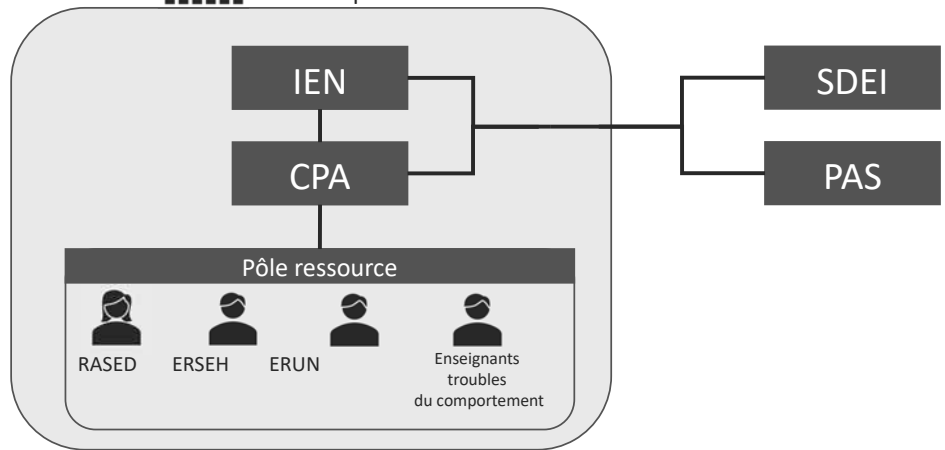 IEN
SDEI
CPA
PAS
Pôle ressource
RASED
ERSEH
ERUN
Enseignants
troubles
du comportement